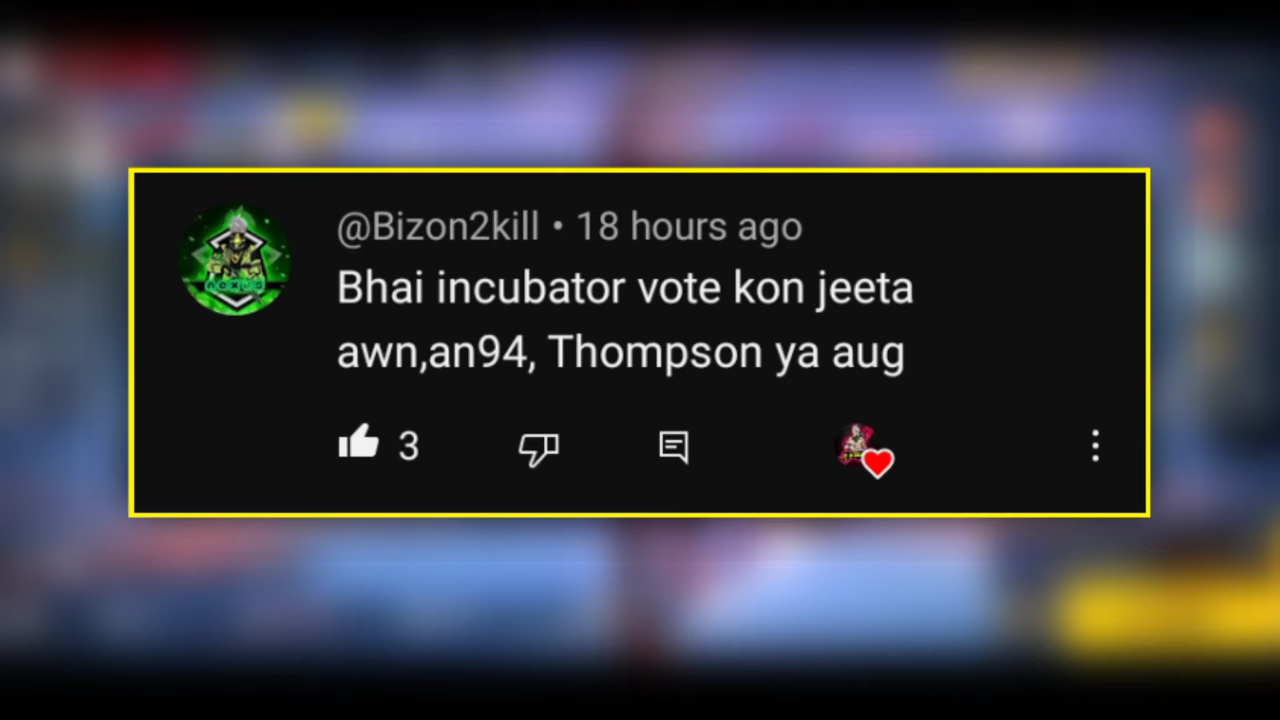 @Bizon2kill • 18 hours ago
Bhai incubator vote kon jeeta
awn,an94, Thompson ya aug
3